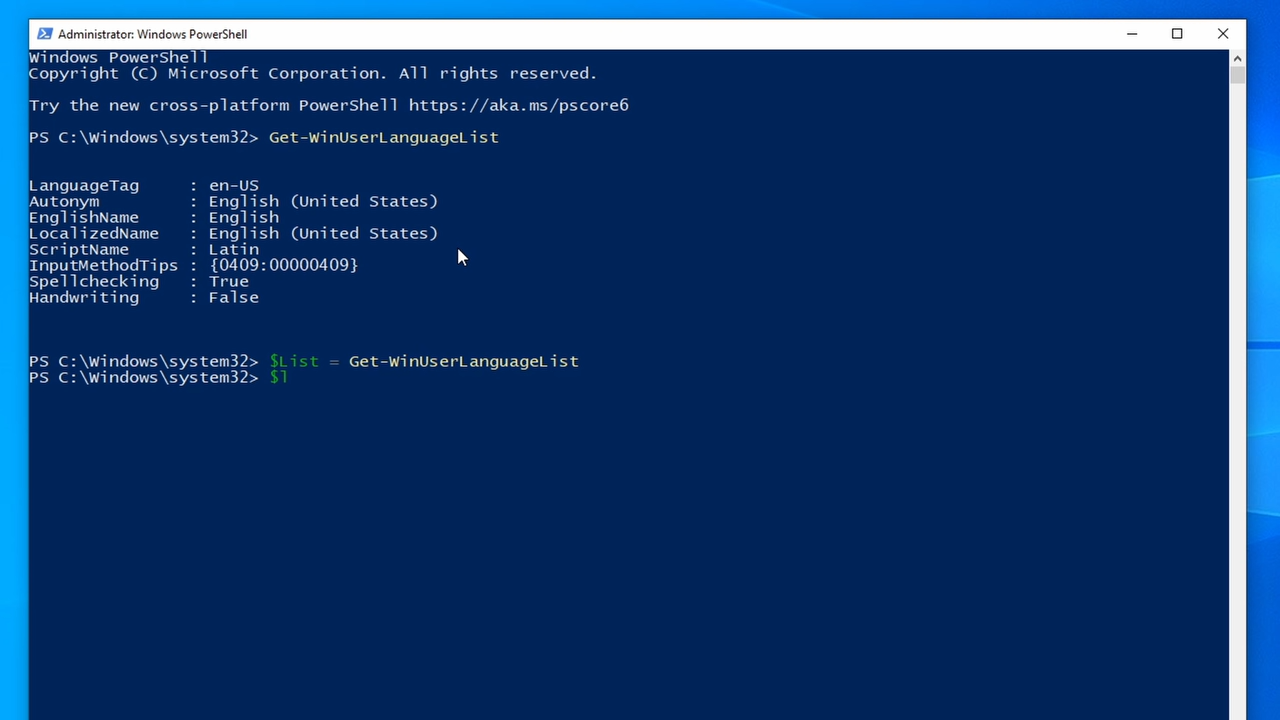 Administrator: Windows PowerShell
Windows PowerShell
Copyright (C) Microsoft Corporation. All rights reserved.
Try the new cross-platform PowerShell https://aka.ms/pscore6
PS C:\Windows\system32> Get-WinUserLanguageList
LanguageTag : en-US
Autonym : English (United States)
EnglishName : English
LocalizedName : English (United States)
ScriptName : Latin
InputMethodTips : {0409:00000409}
Spellchecking : True
Handwriting : False
PS C:\Windows\system32> $List = Get-WinUserLanguageList
PS C:\Windows\system32> $l